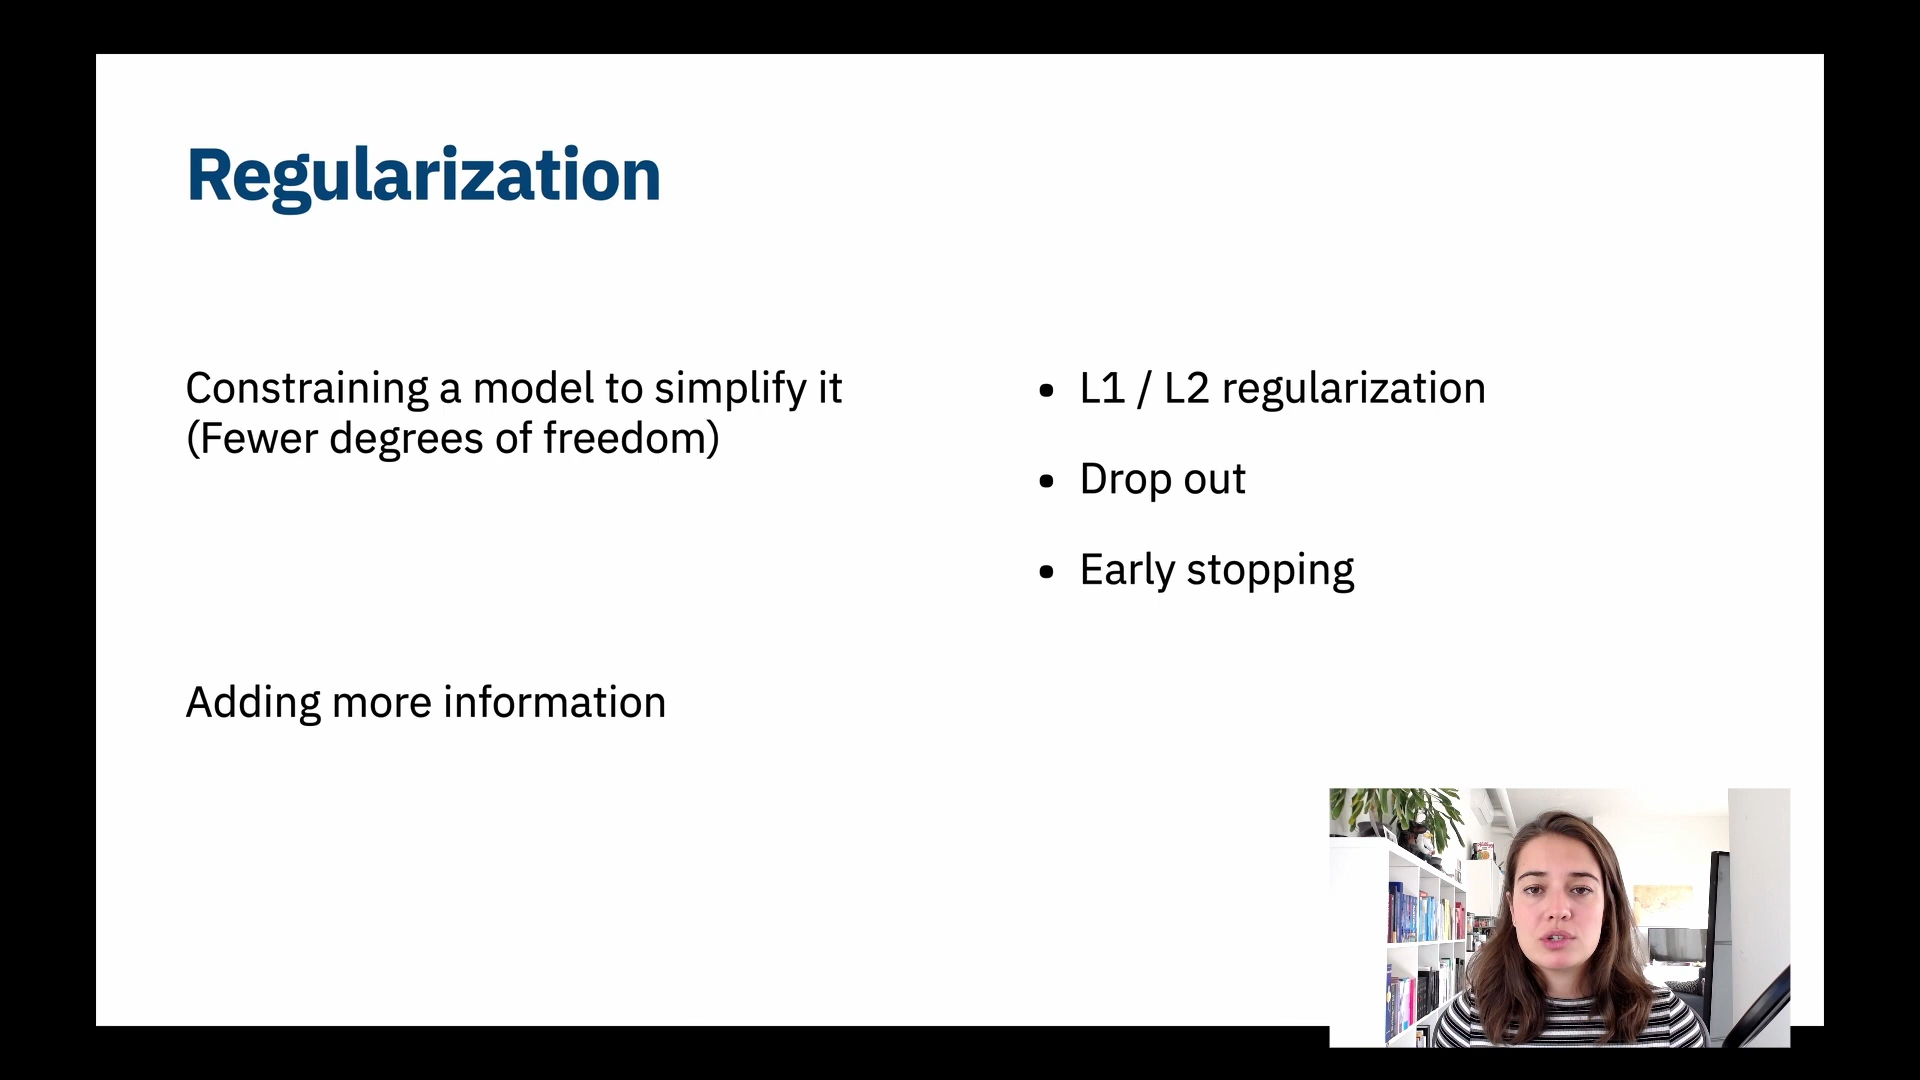 Regularization
Constraining a model to simplify it
(Fewer degrees of freedom)
• L1 / L2 regularization
• Drop out
• Early stopping
Adding more information